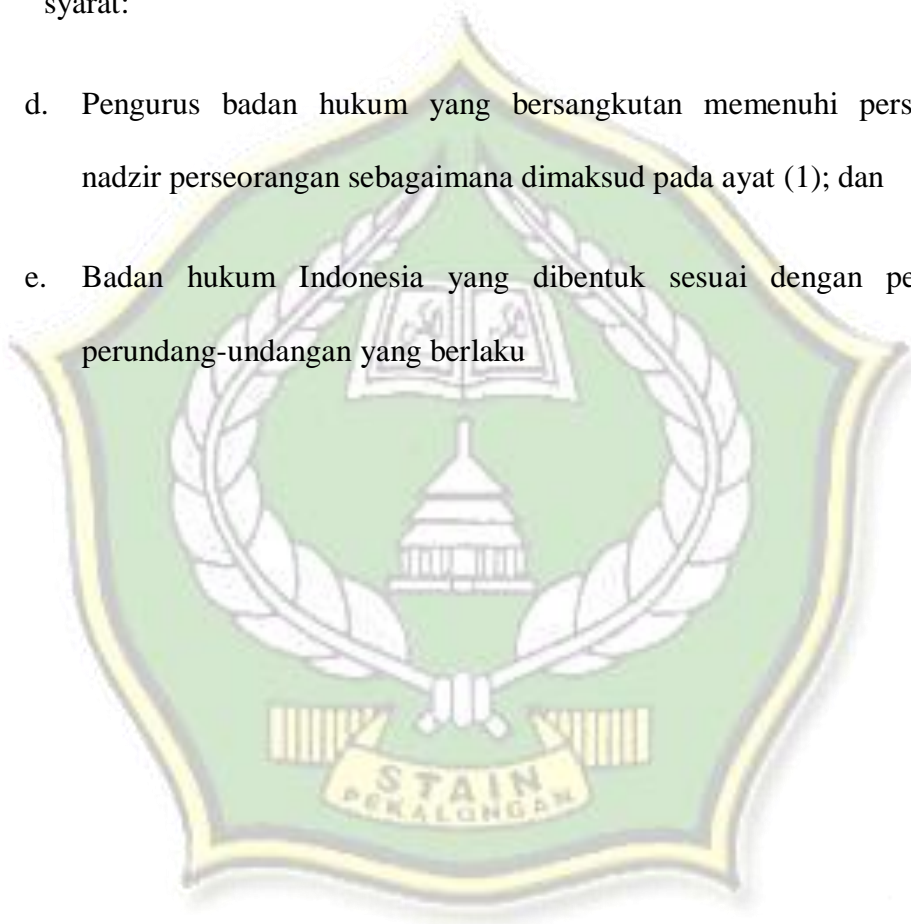 syarat:
d. Pengurus badan hukum yang bersangkutan memenuhi pers
nadzir perseorangan sebagaimana dimaksud pada ayat (1); dan
e. Badan hukum Indonesia yang dibentuk sesuai dengan pe
perundang-undangan yang berlaku
STAIN
PEKALONGAN